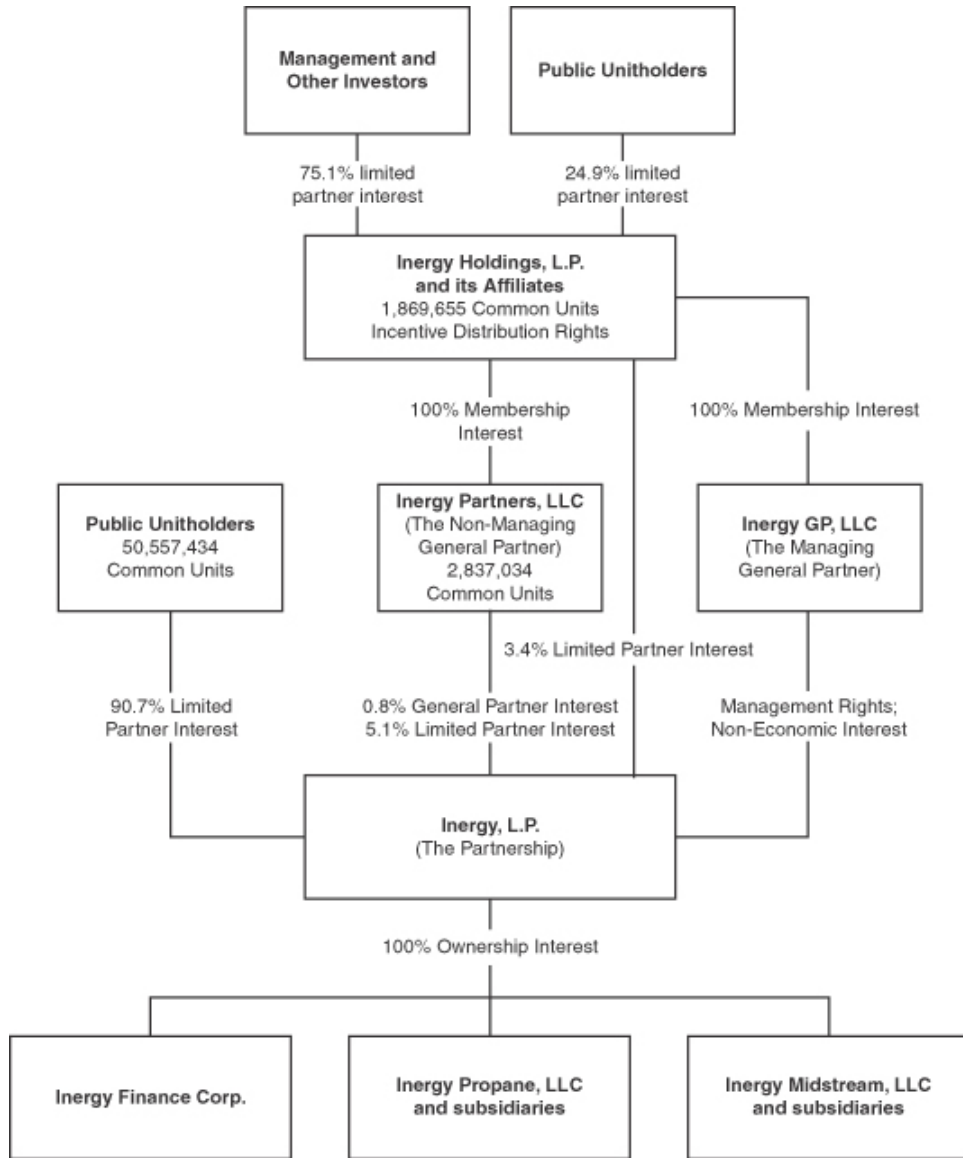 Management and
Other Investors
Public Unitholders
75.1% limited
partner interest
24.9% limited
partner interest
Inergy Holdings, L.P.
and its Affiliates
1,869,655 Common Units
Incentive Distribution Rights
100% Membership
Interest
100% Membership Interest
Public Unitholders
50,557,434
Common Units
Inergy Partners, LLC
(The Non-Managing
General Partner)
2,837,034
Common Units
Inergy GP, LLC
(The Managing
General Partner)
3.4% Limited Partner Interest
90.7% Limited
Partner Interest
0.8% General Partner Interest
5.1% Limited Partner Interest
Management Rights;
Non-Economic Interest
Inergy, L.P.
(The Partnership)
100% Ownership Interest
Inergy Finance Corp.
Inergy Propane, LLC
and subsidiaries
Inergy Midstream, LLC
and subsidiaries